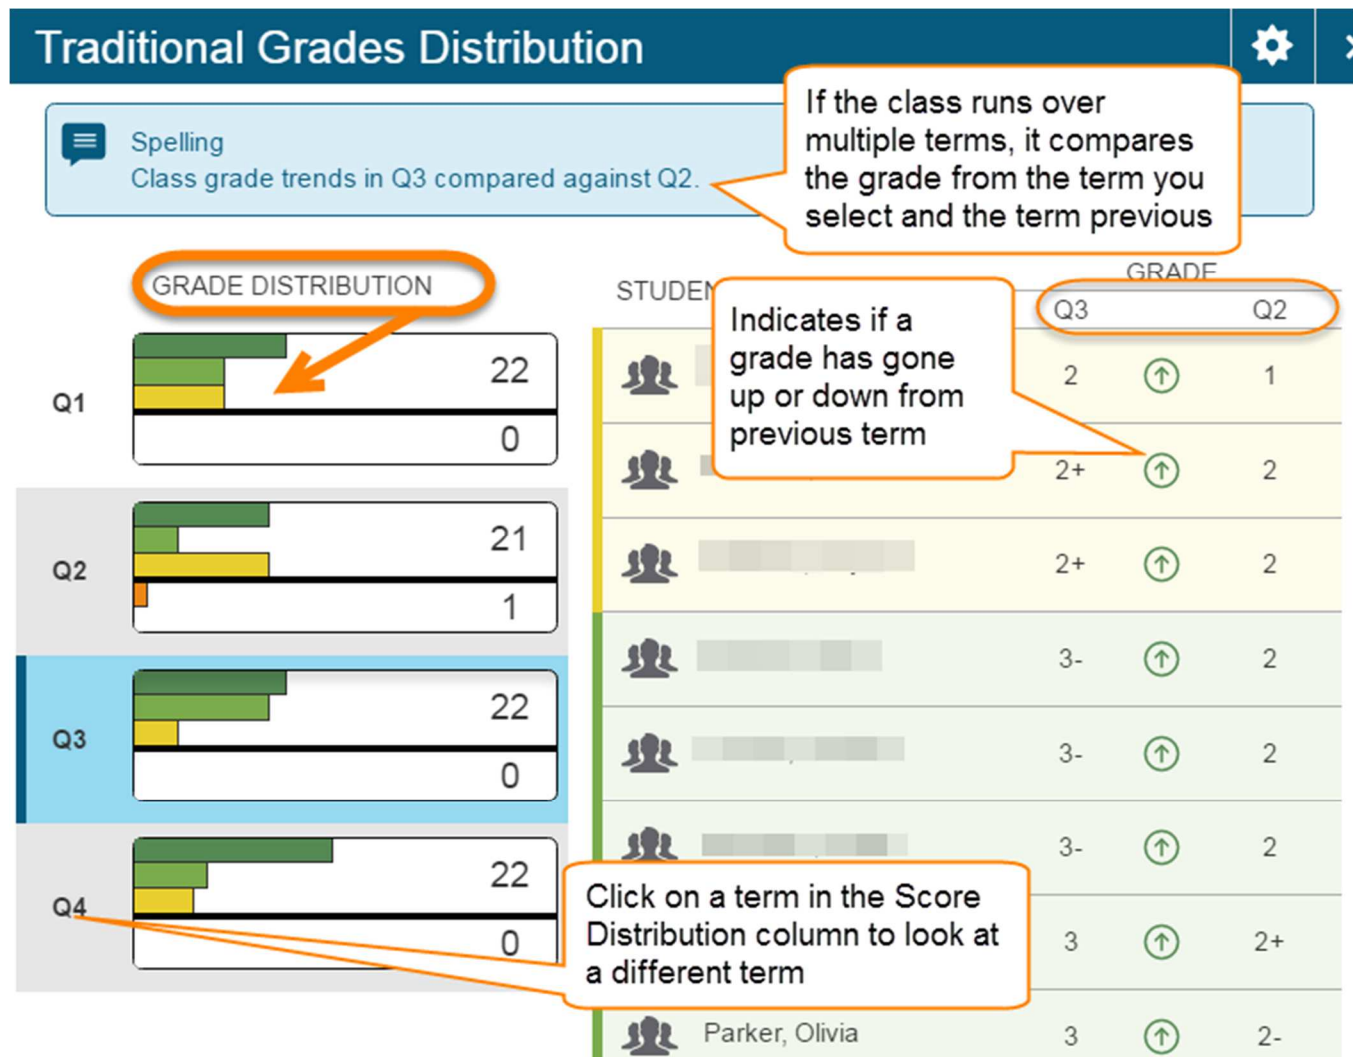 Traditional Grades Distribution
Spelling
Class grade trends in Q3 compared against Q2.
If the class runs over
multiple terms, it compares
the grade from the term you
select and the term previous
GRADE DISTRIBUTION
Q1
22
0
Q2
21
1
Q3
22
0
Q4
22
0
GRADE
Q3 Q2
Indicates if a
grade has gone
up or down from
previous term
2 1
2+ 2
2+ 2
3- 2
3- 2
3- 2
3 2+
Parker, Olivia 3 2-
Click on a term in the Score
Distribution column to look at
a different term